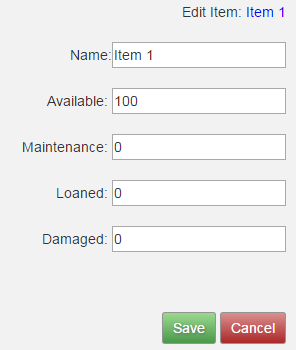 Edit Item: Item 1
Name: Item 1
Available: 100
Maintenance: 0
Loaned: 0
Damaged: 0
Save Cancel